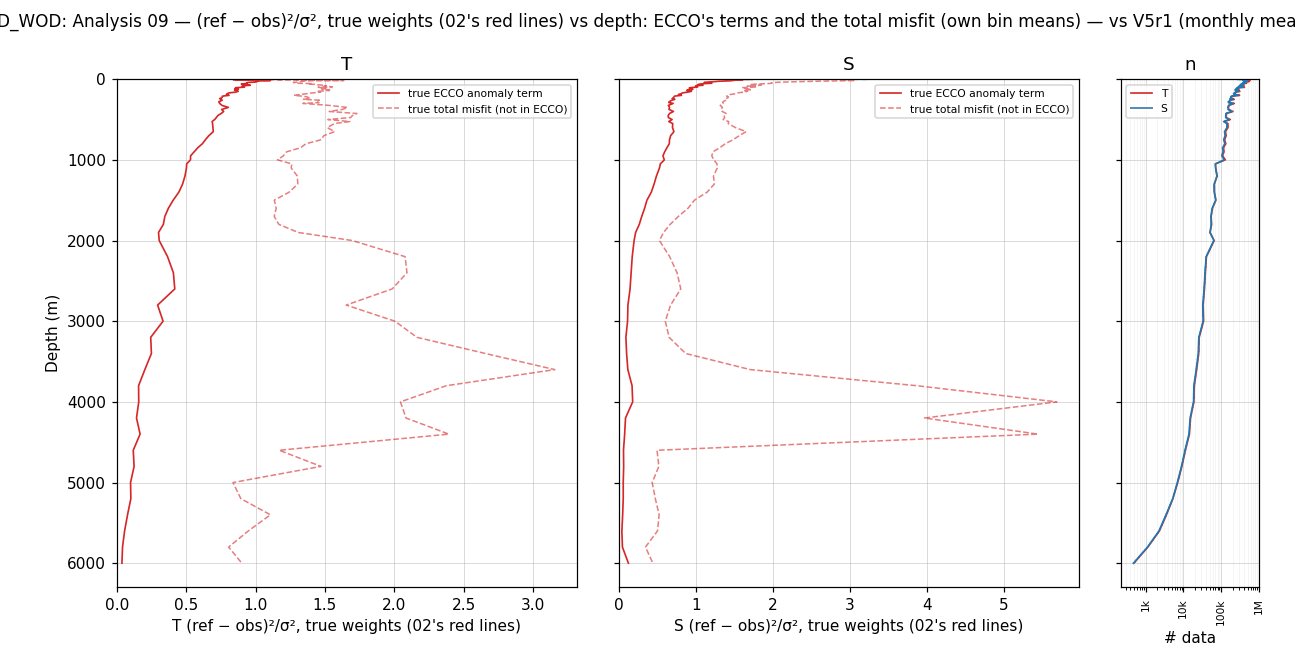 D_WOD: Analysis 09 — (ref − obs)²/σ², true weights (02's red lines) vs depth: ECCO's terms and the total misfit (own bin means) — vs V5r1 (monthly mea
T
S
n
true ECCO anomaly term
true total misfit (not in ECCO)
true ECCO anomaly term
true total misfit (not in ECCO)
T
S
0
1000
2000
3000
4000
5000
6000
Depth (m)
0.0 0.5 1.0 1.5 2.0 2.5 3.0
0 1 2 3 4 5
1k 10k 100k 1M
T (ref − obs)²/σ², true weights (02's red lines)
S (ref − obs)²/σ², true weights (02's red lines)
# data